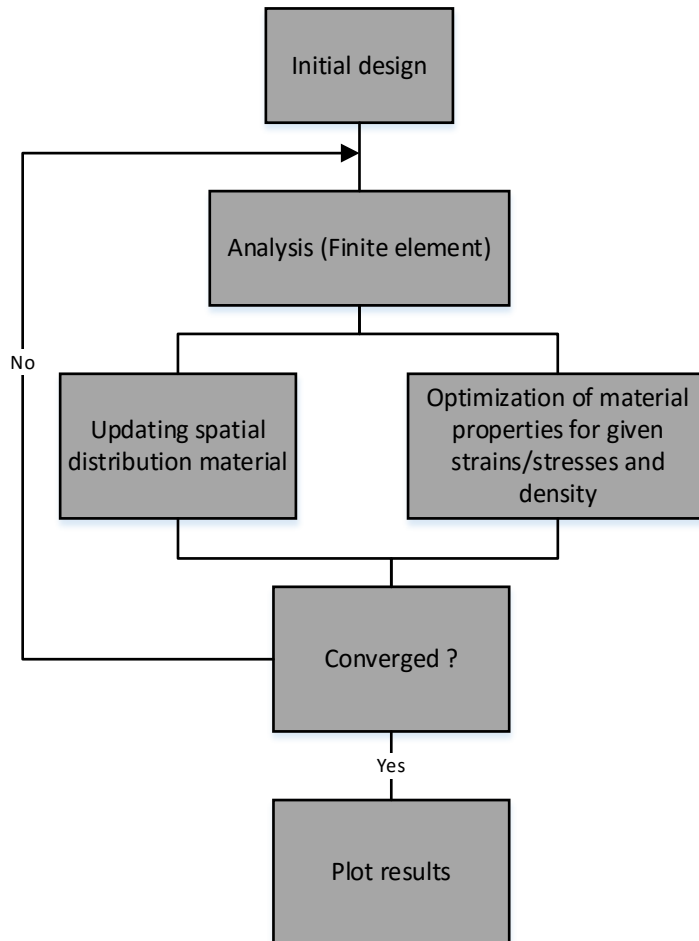 Initial design
Analysis (Finite element)
No
Updating spatial
distribution material
Optimization of material
properties for given
strains/stresses and
density
Converged ?
Yes
Plot results